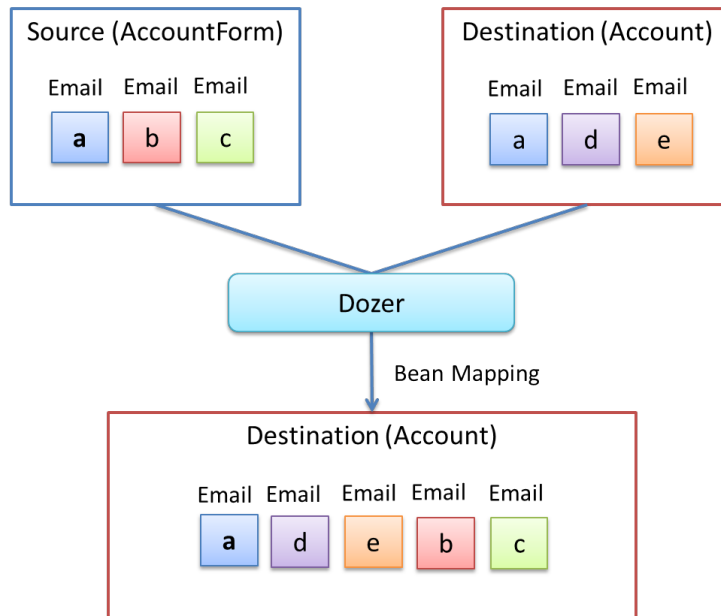 Source (AccountForm)
Email Email Email
a b c
Destination (Account)
Email Email Email
a d e
Dozer
Bean Mapping
Destination (Account)
Email Email Email Email Email
a d e b c